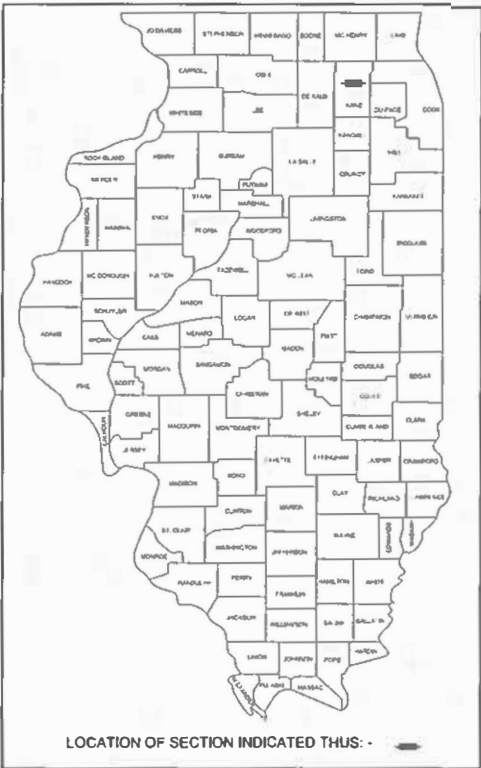 JO DAVIESS STEPHENSON WINNEBAGO BOONE MC HENRY LAKE
CARROLL OGLE DE KALB KANE DU PAGE COOK
WHITESIDE LEE KENDALL WILL
ROCK ISLAND HENRY BUREAU LA SALLE GRUNDY
MERCER PUTNAM KANKAKEE
STARK MARSHALL LIVINGSTON
HENDERSON WARREN KNOX PEORIA WOODFORD IROQUOIS
HANCOCK MC DONOUGH FULTON TAZEWELL MC LEAN FORD
MASON
SCHUYLER LOGAN DE WITT CHAMPAIGN VERMILION
ADAMS BROWN CASS MENARD PIATT
MACON
MORGAN SANGAMON DOUGLAS
PIKE SCOTT MOULTRIE EDGAR
CHRISTIAN COLES
GREENE SHELBY CLARK
CALHOUN MACOUPIN MONTGOMERY CUMBERLAND
JERSEY FAYETTE EFFINGHAM JASPER CRAWFORD
MADISON BOND
CLAY RICHLAND LAWRENCE
CLINTON MARION
ST. CLAIR WAYNE EDWARDS WABASH
WASHINGTON JEFFERSON
MONROE
RANDOLPH PERRY HAMILTON WHITE
FRANKLIN
JACKSON WILLIAMSON SALINE GALLATIN
UNION JOHNSON POPE HARDIN
ALEXANDER PULASKI MASSAC
LOCATION OF SECTION INDICATED THUS: -